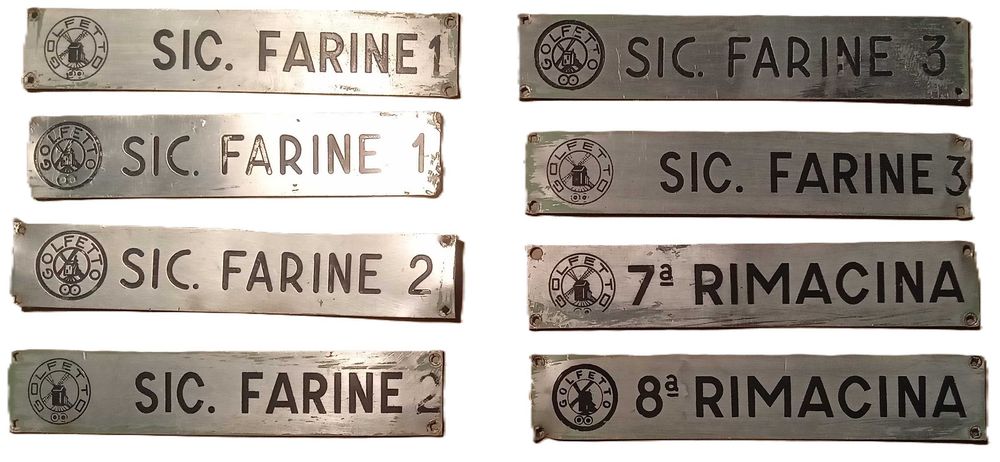 GOLFETTO SIC. FARINE 1
GOLFETTO SIC. FARINE 1
GOLFETTO SIC. FARINE 2
GOLFETTO SIC. FARINE 2
GOLFETTO SIC. FARINE 3
GOLFETTO SIC. FARINE 3
GOLFETTO 7ª RIMACINA
GOLFETTO 8ª RIMACINA